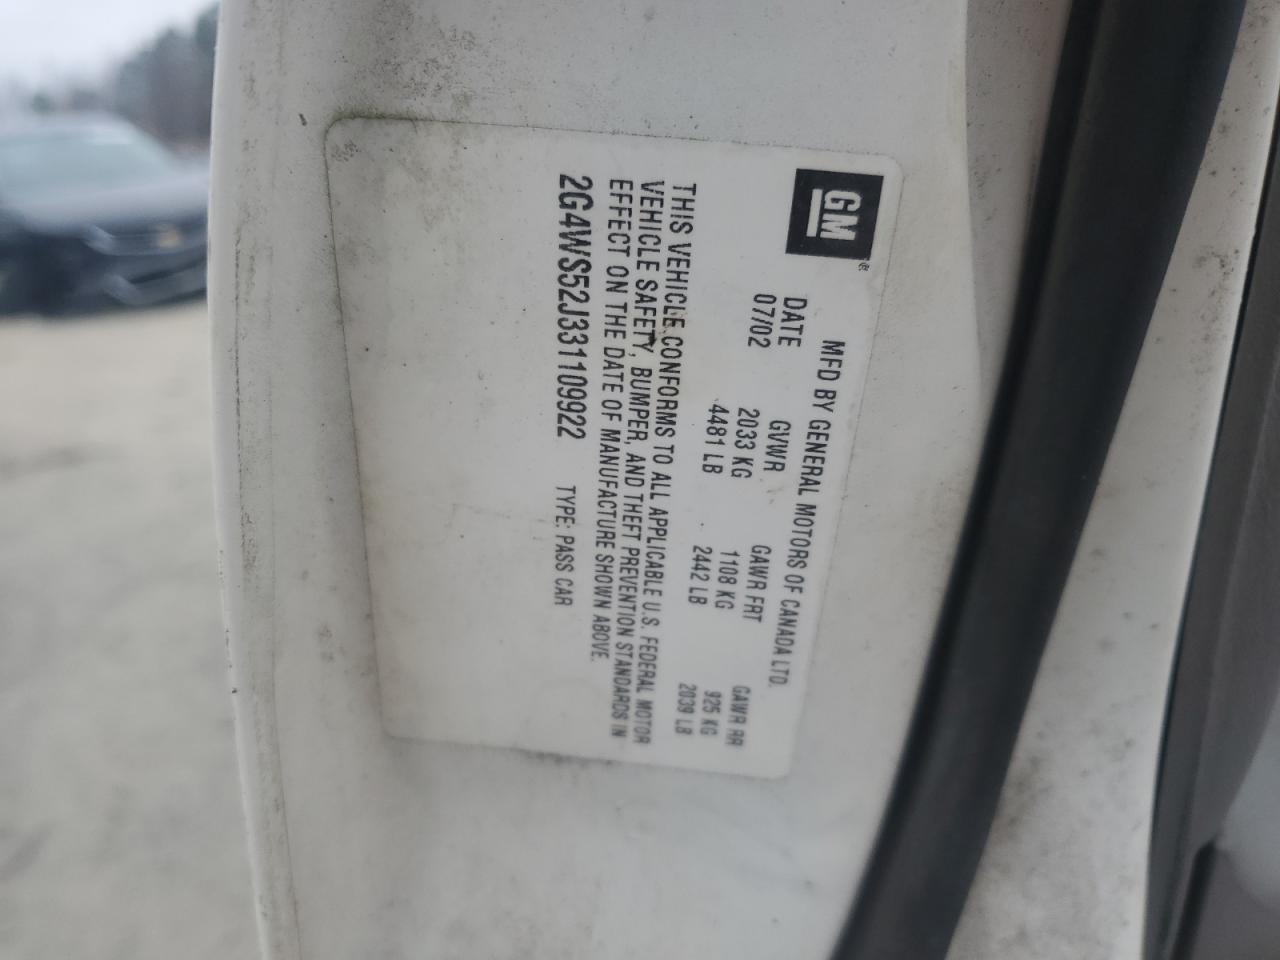 GM®
MFD BY GENERAL MOTORS OF CANADA LTD.
DATE GVWR GAWR FRT GAWR RR
07/02 2033 KG 1108 KG 925 KG
4481 LB 2442 LB 2039 LB
THIS VEHICLE CONFORMS TO ALL APPLICABLE U.S. FEDERAL MOTOR
VEHICLE SAFETY, BUMPER, AND THEFT PREVENTION STANDARDS IN
EFFECT ON THE DATE OF MANUFACTURE SHOWN ABOVE.
2G4WS52J331109922 TYPE: PASS CAR